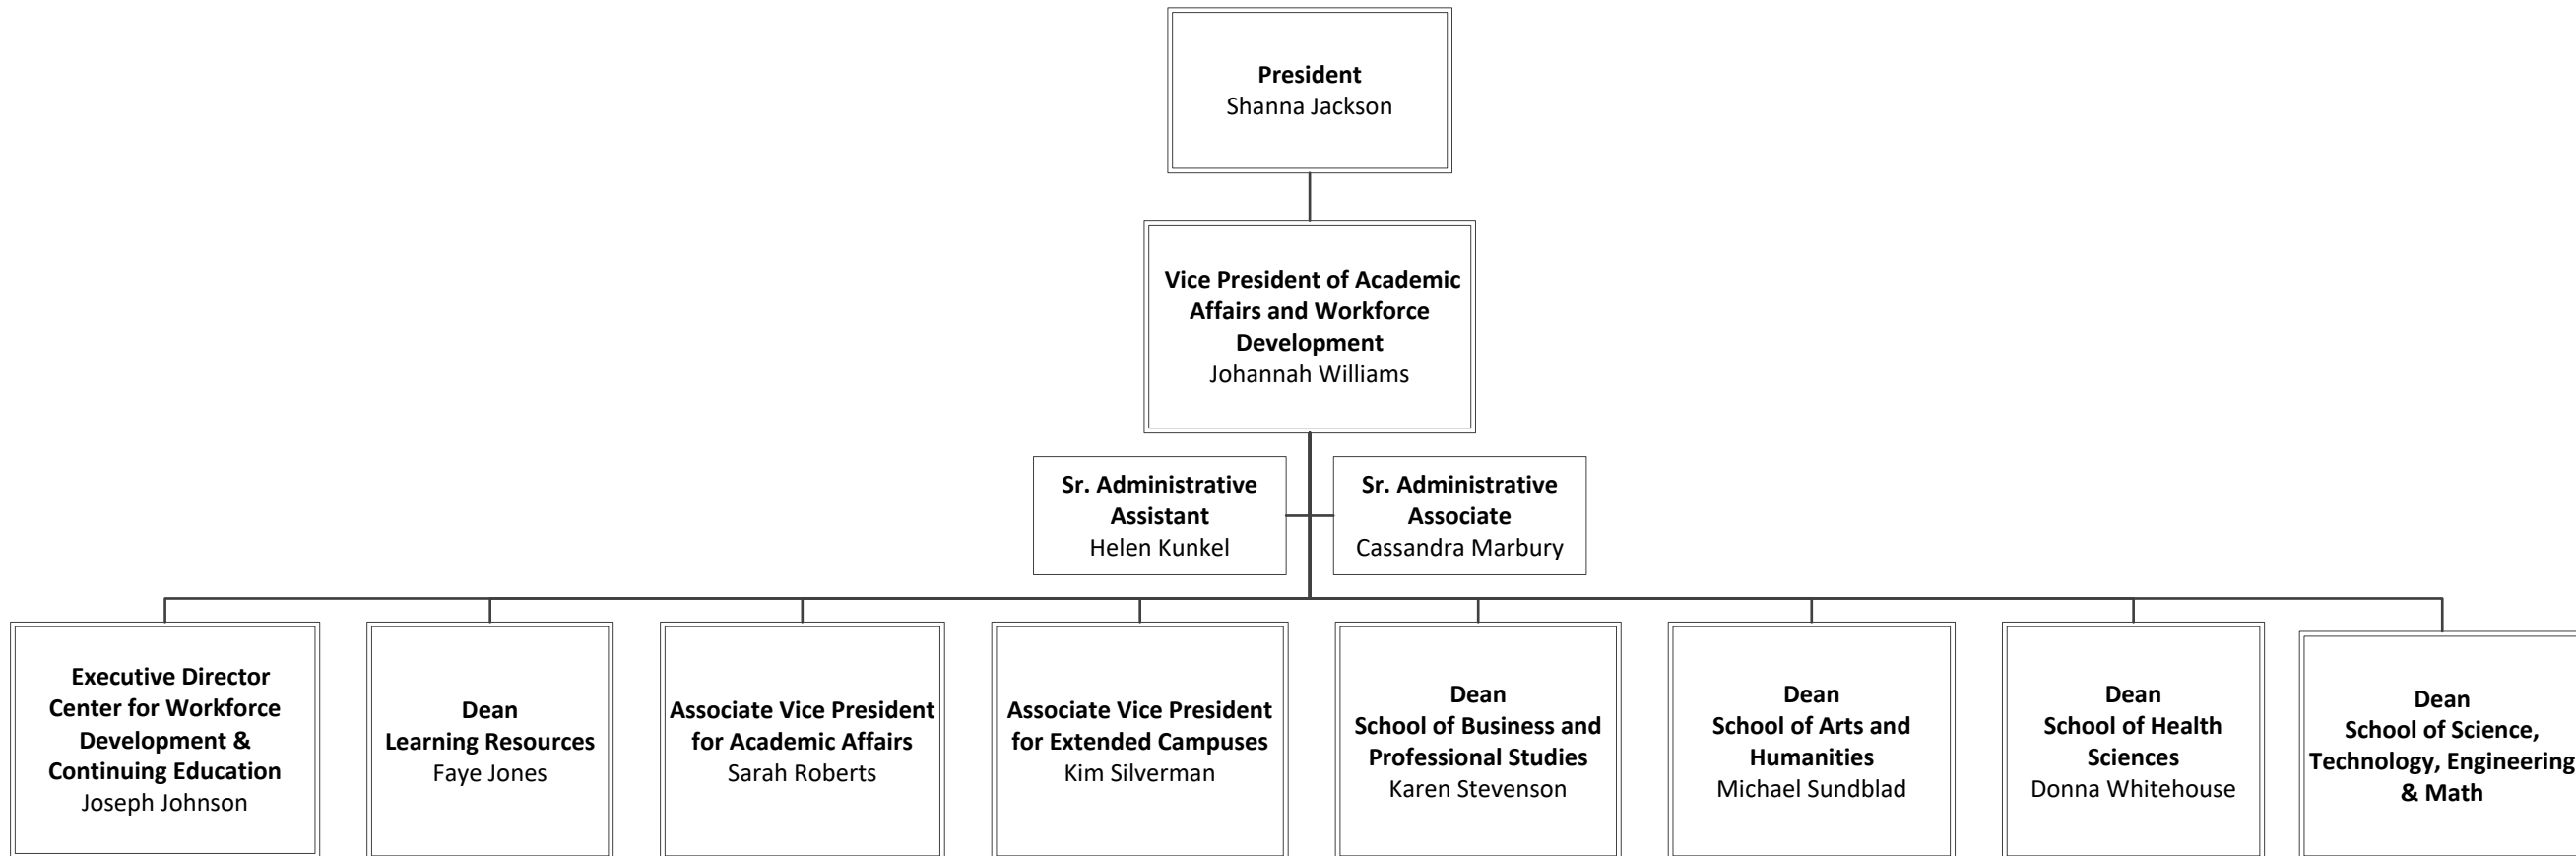 President
Shanna Jackson
Vice President of Academic
Affairs and Workforce
Development
Johannah Williams
Sr. Administrative
Assistant
Helen Kunkel
Sr. Administrative
Associate
Cassandra Marbury
Executive Director
Center for Workforce
Development &
Continuing Education
Joseph Johnson
Dean
Learning Resources
Faye Jones
Associate Vice President
for Academic Affairs
Sarah Roberts
Associate Vice President
for Extended Campuses
Kim Silverman
Dean
School of Business and
Professional Studies
Karen Stevenson
Dean
School of Arts and
Humanities
Michael Sundblad
Dean
School of Health
Sciences
Donna Whitehouse
Dean
School of Science,
Technology, Engineering
& Math